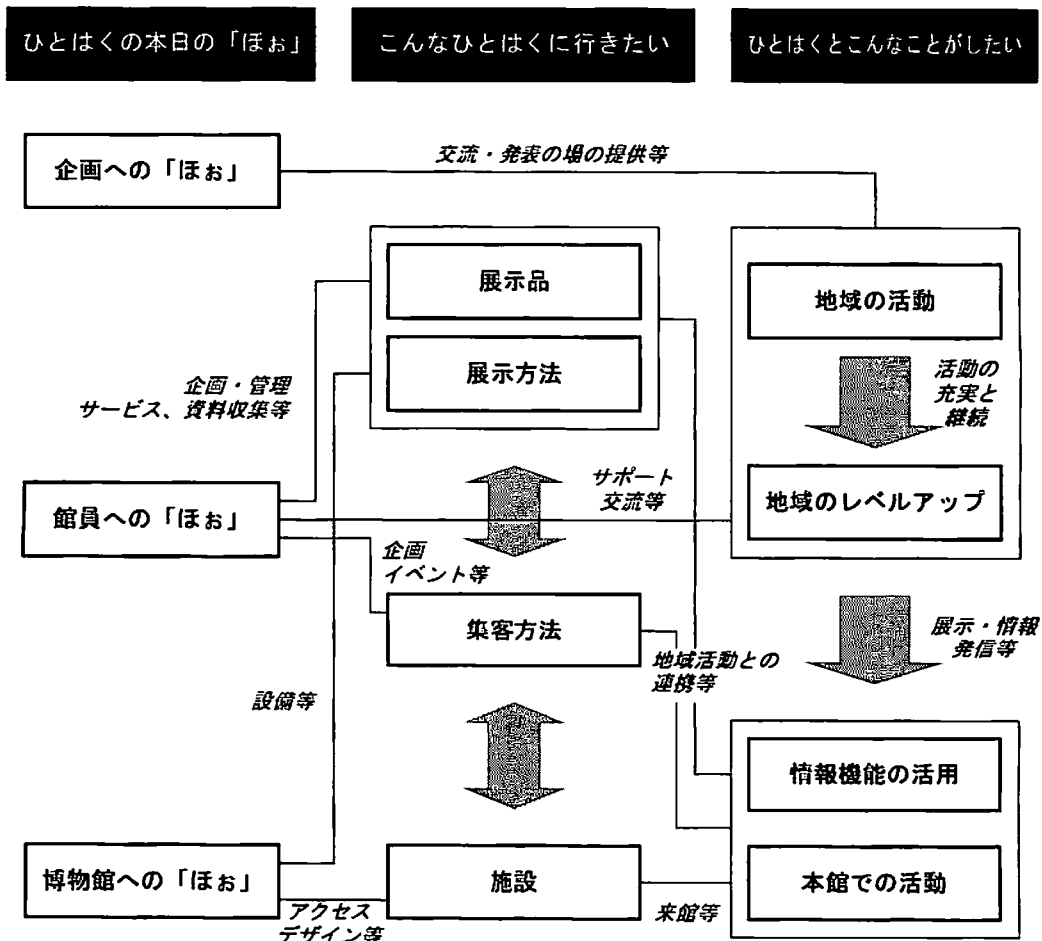 ひとはくの本日の「ほぉ」
こんなひとはくに行きたい
ひとはくとこんなことがしたい
企画への「ほぉ」
交流・発表の場の提供等
展示品
展示方法
地域の活動
活動の
充実と
継続
地域のレベルアップ
企画・管理
サービス、資料収集等
館員への「ほぉ」
サポート
交流等
企画
イベント等
集客方法
地域活動との
連携等
展示・情報
発信等
設備等
情報機能の活用
博物館への「ほぉ」
アクセス
デザイン等
施設
来館等
本館での活動